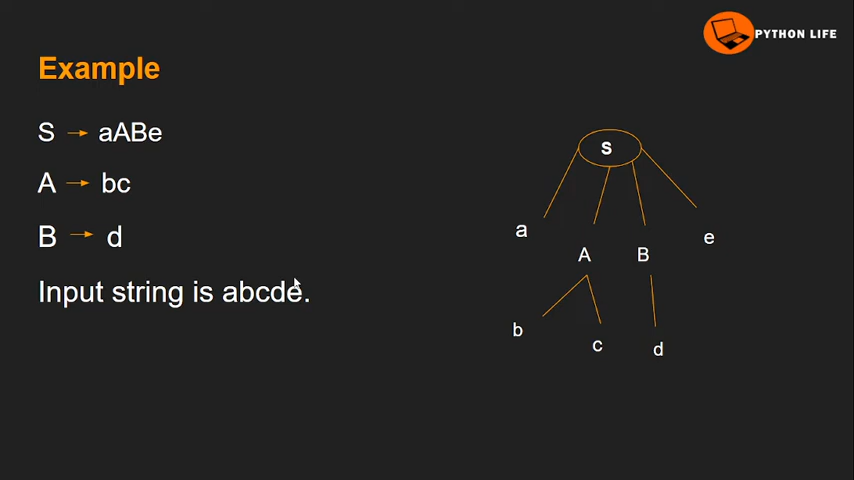 PYTHON LIFE
Example
S → aABe
A → bc
B → d
Input string is abcde.
S
a A B e
b c d